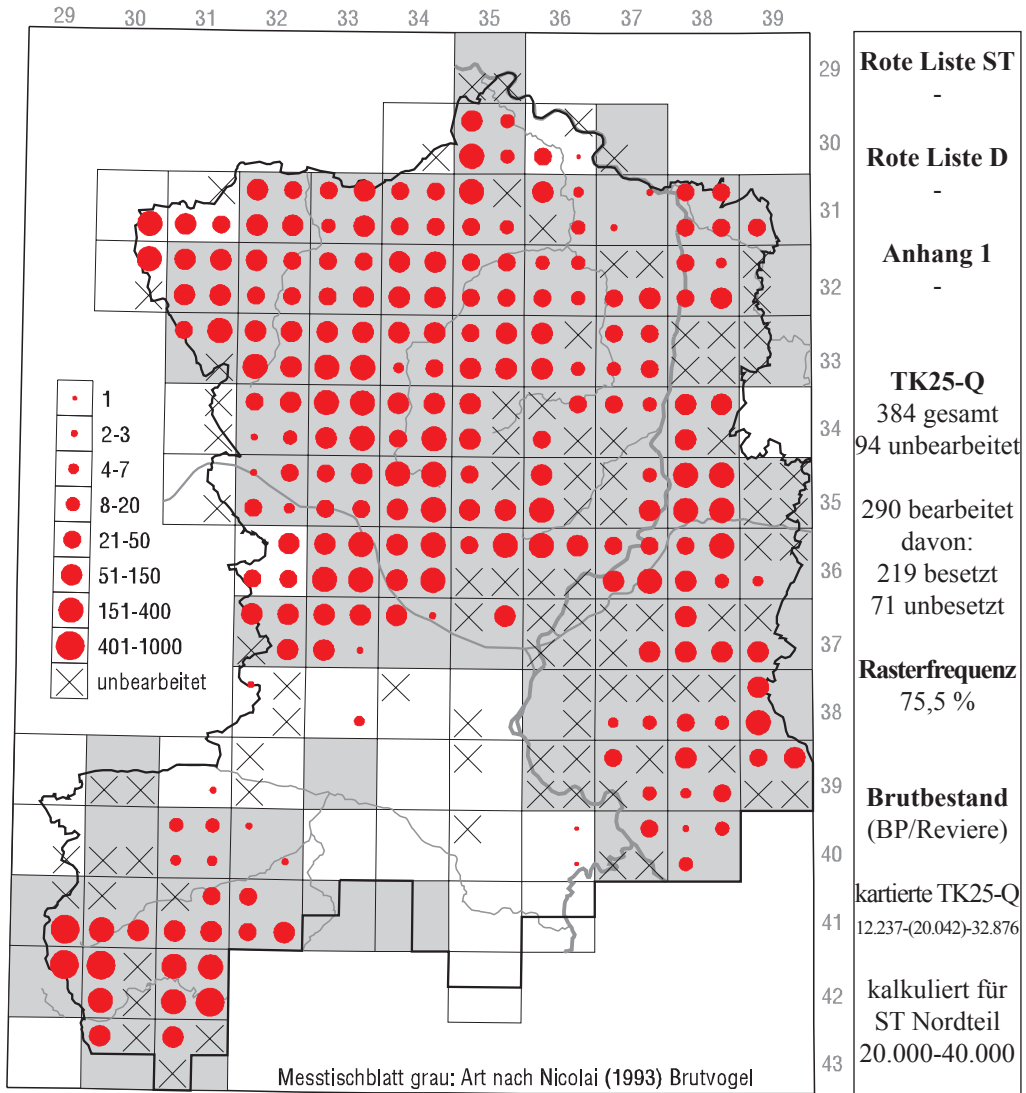 29 30 31 32 33 34 35 36 37 38 39
29
30
31
32
33
34
35
36
37
38
39
40
41
42
43
1
2-3
4-7
8-20
21-50
51-150
151-400
401-1000
unbearbeitet
Messtischblatt grau: Art nach Nicolai (1993) Brutvogel
Rote Liste ST
-
Rote Liste D
-
Anhang 1
-
TK25-Q
384 gesamt
94 unbearbeitet
290 bearbeitet
davon:
219 besetzt
71 unbesetzt
Rasterfrequenz
75,5 %
Brutbestand
(BP/Reviere)
kartierte TK25-Q
12.237-(20.042)-32.876
kalkuliert für
ST Nordteil
20.000-40.000